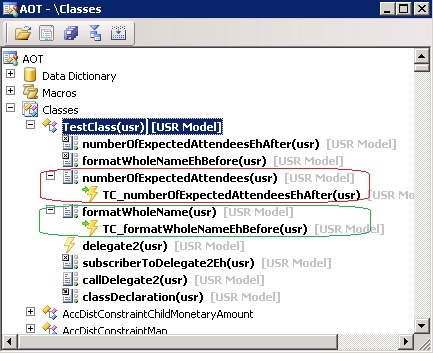 AOT - \Classes
AOT
Data Dictionary
Macros
Classes
TestClass(usr) [USR Model]
numberOfExpectedAttendeesEhAfter(usr) [USR Model]
formatWholeNameEhBefore(usr) [USR Model]
numberOfExpectedAttendees(usr) [USR Model]
TC_numberOfExpectedAttendeesEhAfter(usr) [USR Model]
formatWholeName(usr) [USR Model]
TC_formatWholeNameEhBefore(usr) [USR Model]
delegate2(usr) [USR Model]
subscriberToDelegate2Eh(usr) [USR Model]
callDelegate2(usr) [USR Model]
classDeclaration(usr) [USR Model]
AccDistConstraintChildMonetaryAmount
AccDistConstraintMap